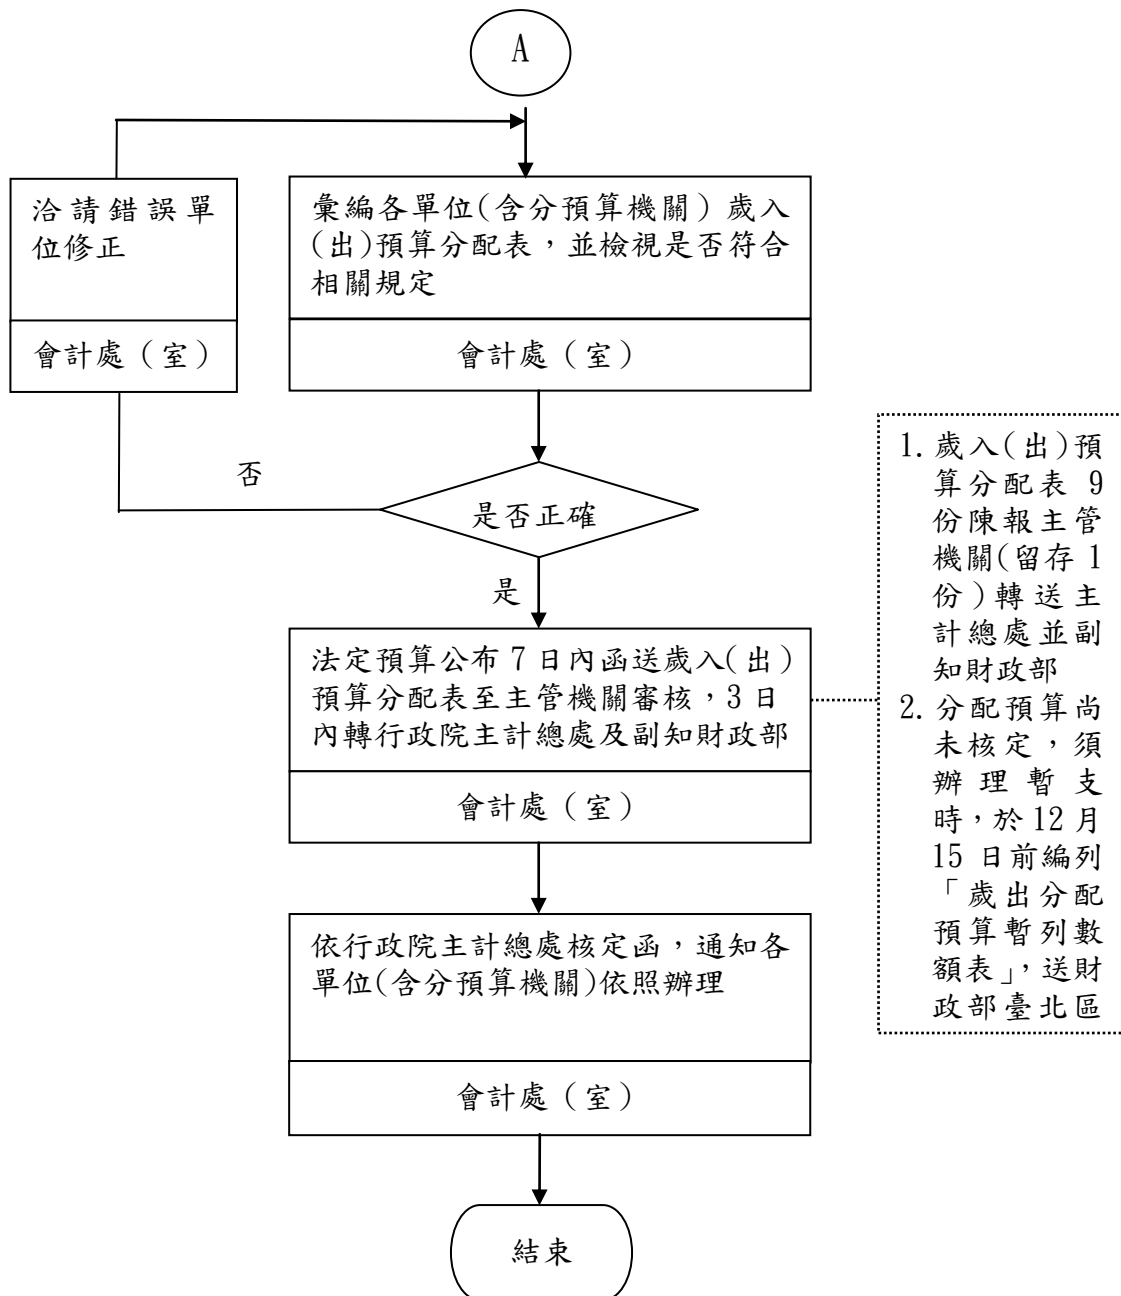 A
洽請錯誤單
位修正
會計處（室）
彙編各單位(含分預算機關)歲入
(出)預算分配表，並檢視是否符合
相關規定
會計處（室）
否
是否正確
是
法定預算公布 7 日內函送歲入(出)
預算分配表至主管機關審核，3 日
內轉行政院主計總處及副知財政部
會計處（室）
1. 歲入(出)預
算分配表 9
份陳報主管
機關(留存 1
份)轉送主
計總處並副
知財政部
2. 分配預算尚
未核定，須
辦理暫支
時，於 12 月
15 日前編列
「歲出分配
預算暫列數
額表」，送財
政部臺北區
依行政院主計總處核定函，通知各
單位(含分預算機關)依照辦理
會計處（室）
結束